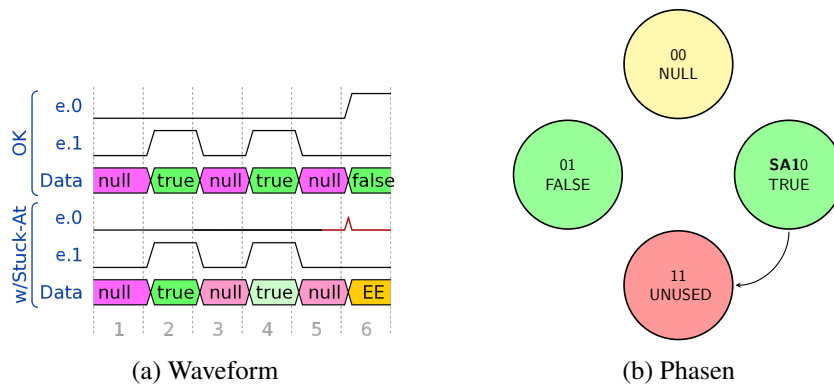 OK
e.0
e.1
Data null true null true null false
w/Stuck-At
e.0
e.1
Data null true null true null EE
1 2 3 4 5 6
(a) Waveform
00
NULL
01
FALSE
SA10
TRUE
11
UNUSED
(b) Phasen